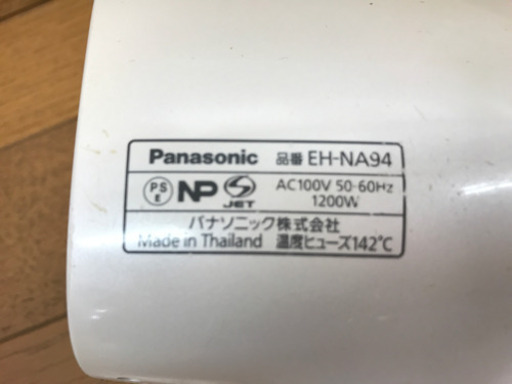 Panasonic 品番 EH-NA94
PS E NP S JET AC100V 50-60Hz
1200W
パナソニック株式会社
Made in Thailand 温度ヒューズ142℃